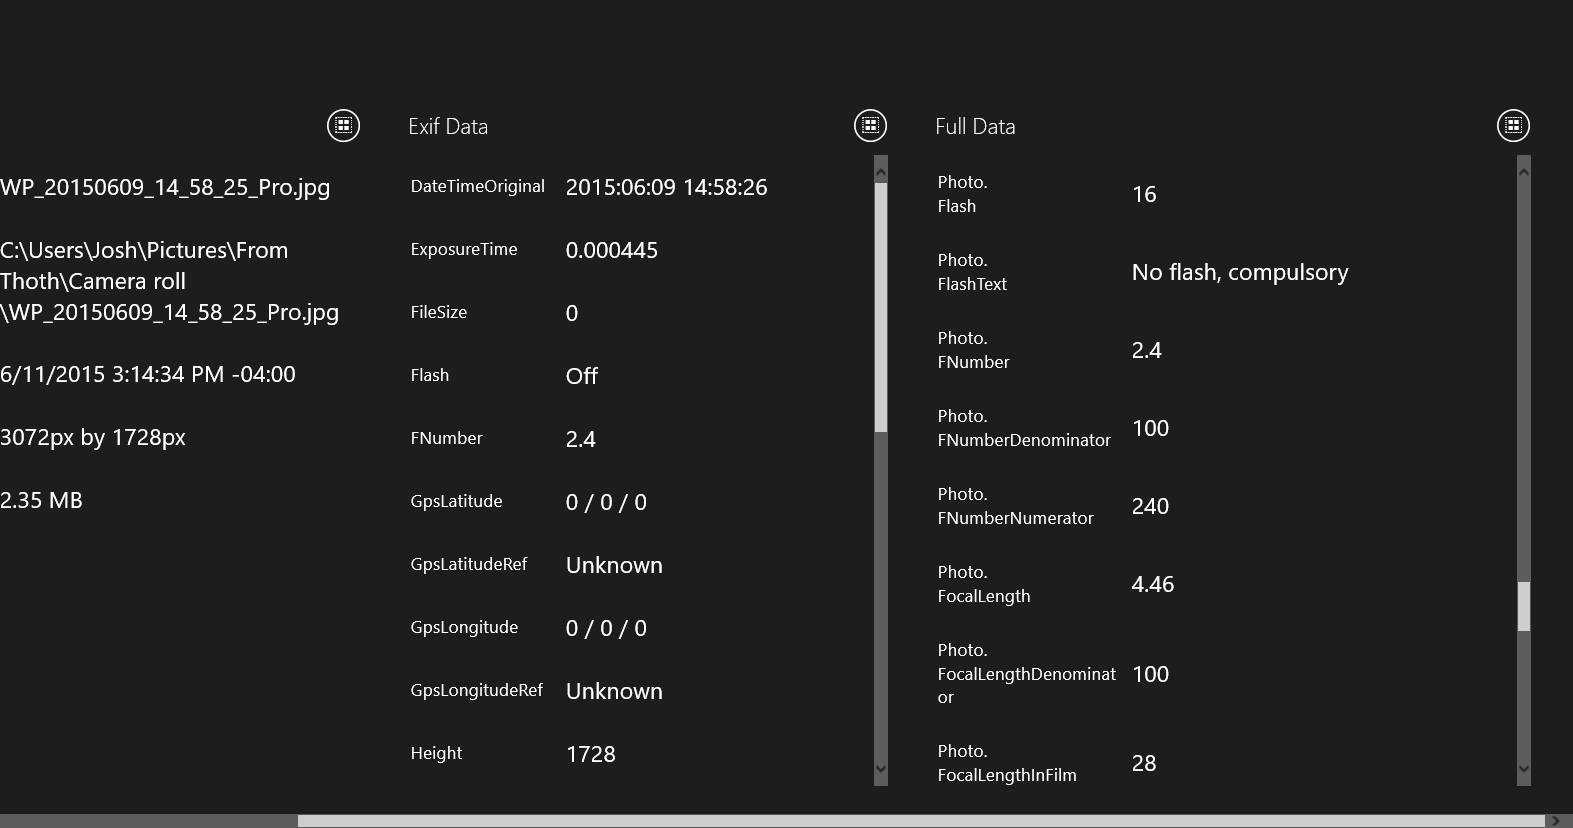 WP_20150609_14_58_25_Pro.jpg
C:\Users\Josh\Pictures\From
Thoth\Camera roll
\WP_20150609_14_58_25_Pro.jpg
6/11/2015 3:14:34 PM -04:00
3072px by 1728px
2.35 MB
Exif Data
DateTimeOriginal 2015:06:09 14:58:26
ExposureTime 0.000445
FileSize 0
Flash Off
FNumber 2.4
GpsLatitude 0 / 0 / 0
GpsLatitudeRef Unknown
GpsLongitude 0 / 0 / 0
GpsLongitudeRef Unknown
Height 1728
Full Data
Photo.
Flash
16
Photo.
FlashText
No flash, compulsory
Photo.
FNumber
2.4
Photo.
FNumberDenominator
100
Photo.
FNumberNumerator
240
Photo.
FocalLength
4.46
Photo.
FocalLengthDenominat
or
100
Photo.
FocalLengthInFilm
28